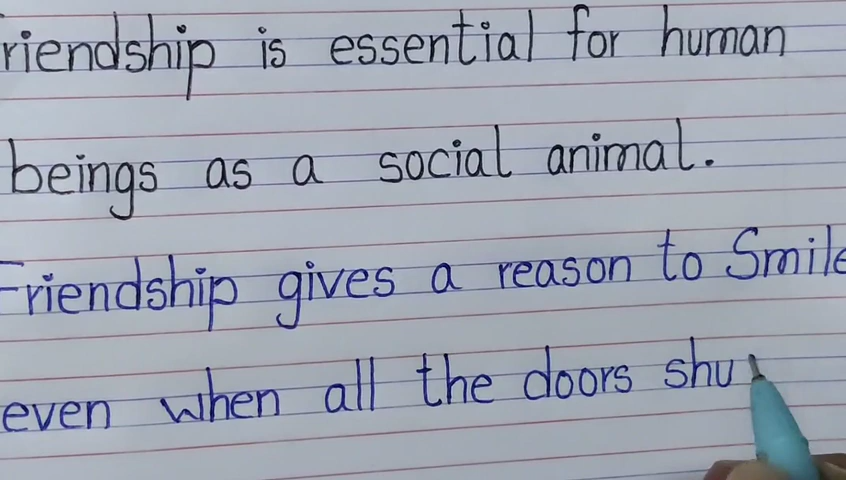 riendship is essential for human
beings as a social animal.
Friendship gives a reason to Smile
even when all the doors shu